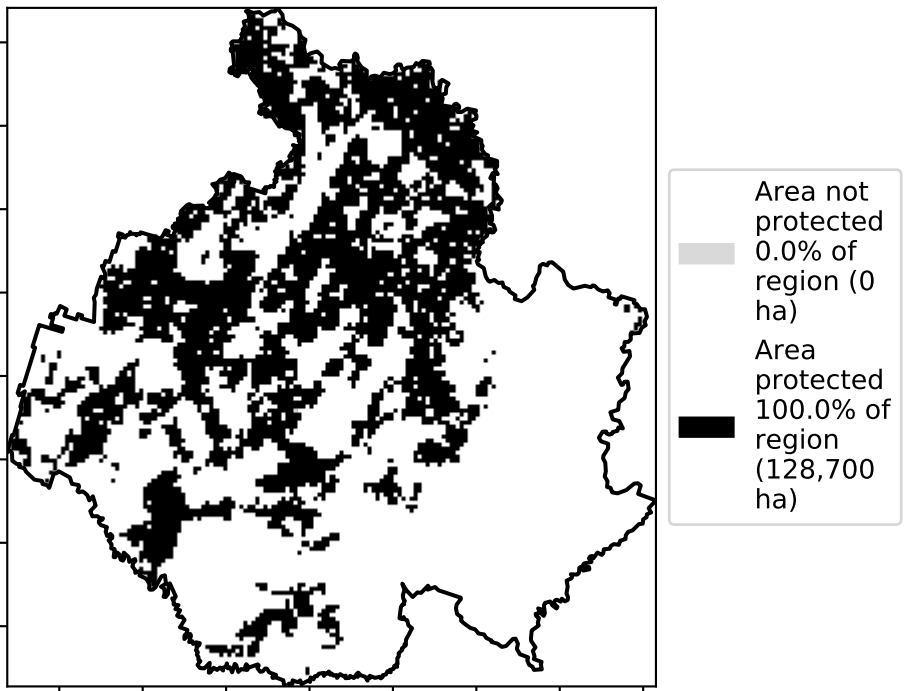 Area not
protected
0.0% of
region (0
ha)
Area
protected
100.0% of
region
(128,700
ha)